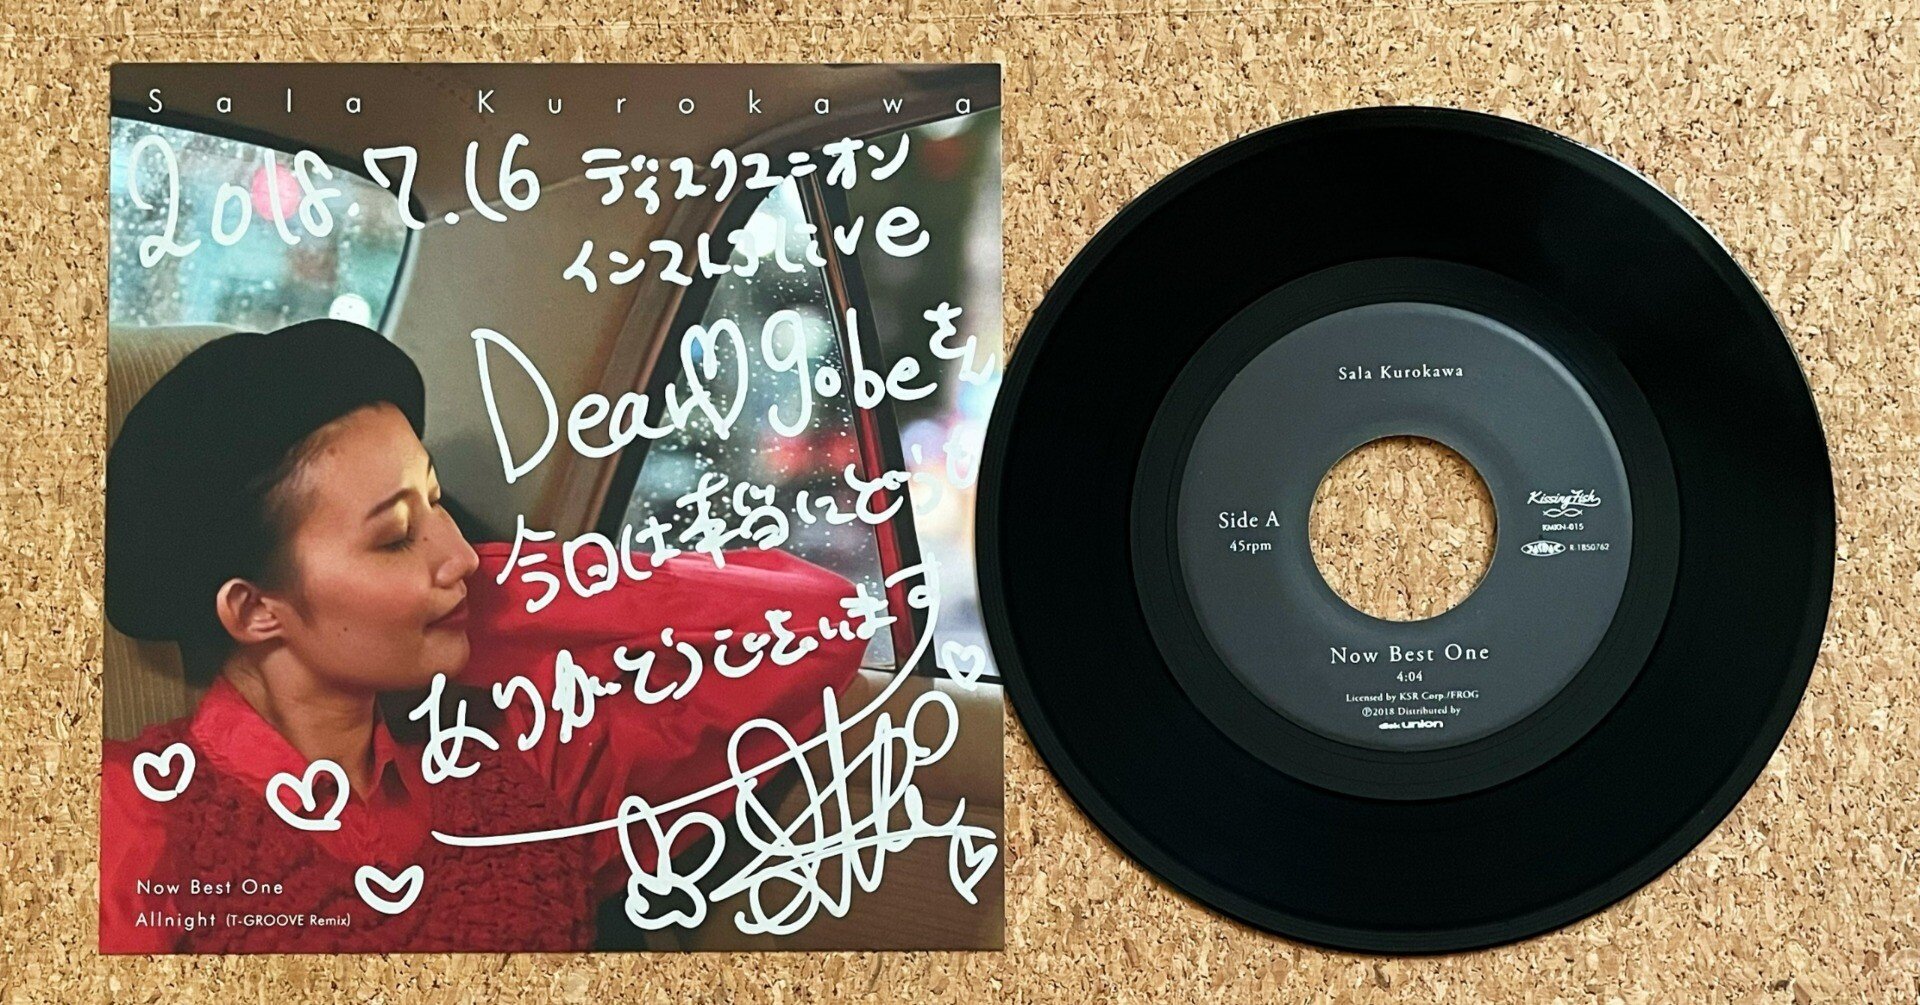 Sala Kurokawa
2018.7.16 ディスクユニオン
インストアLive
Dear♡gobeさん
今日は本当にどうも
ありがとうございます
Now Best One
Allnight (T-GROOVE Remix)
Sala Kurokawa
Side A
45rpm
KissingFish
KMKN-015
R-1850762
Now Best One
4:04
Licensed by KSR Corp./FROG
Ⓟ2018 Distributed by
disk union